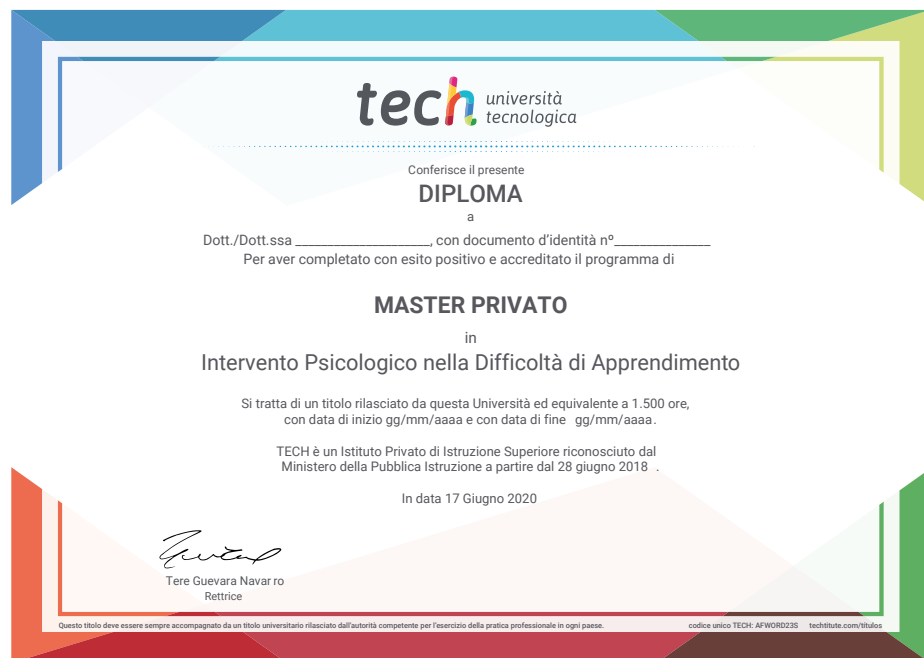 tech università
tecnologica
Conferisce il presente
DIPLOMA
a
Dott./Dott.ssa _____________________, con documento d'identità nº_______________
Per aver completato con esito positivo e accreditato il programma di
MASTER PRIVATO
in
Intervento Psicologico nella Difficoltà di Apprendimento
Si tratta di un titolo rilasciato da questa Università ed equivalente a 1.500 ore,
con data di inizio gg/mm/aaaa e con data di fine gg/mm/aaaa.
TECH è un Istituto Privato di Istruzione Superiore riconosciuto dal
Ministero della Pubblica Istruzione a partire dal 28 giugno 2018 .
In data 17 Giugno 2020
Tere Guevara Navar ro
Rettrice
Questo titolo deve essere sempre accompagnato da un titolo universitario rilasciato dall'autorità competente per l'esercizio della pratica professionale in ogni paese. codice unico TECH: AFWORD23S techtitute.com/titulos